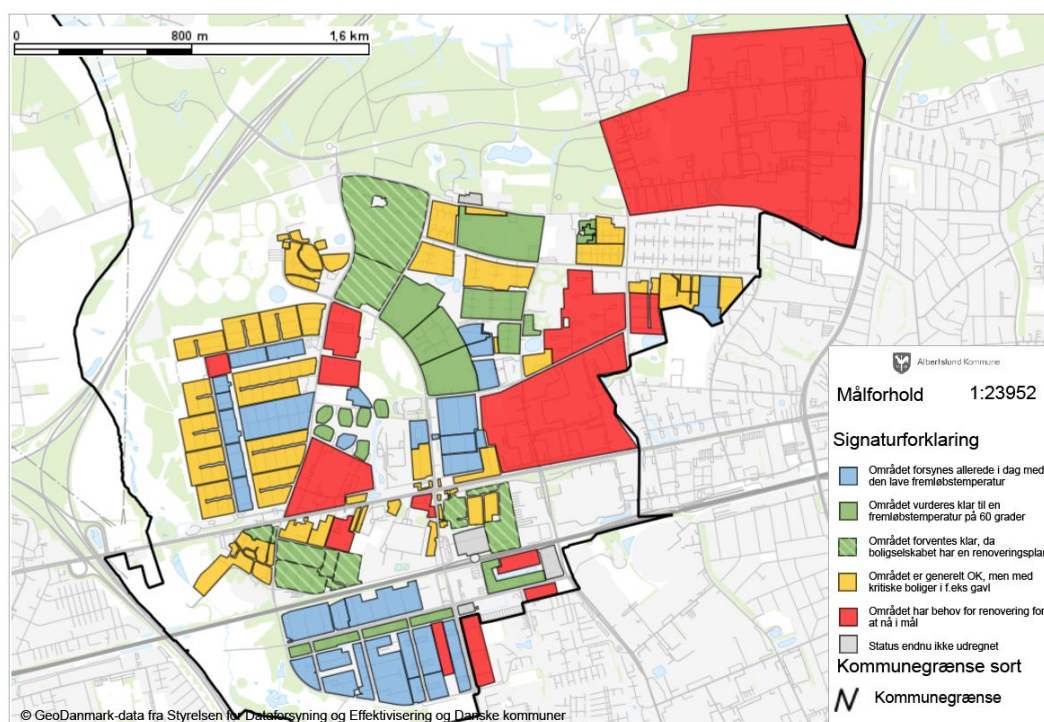 0 800 m 1,6 km
Albertslund Kommune
Målforhold 1:23952
Signaturforklaring
Området forsynes allerede i dag med
den lave fremløbstemperatur
Området vurderes klar til en
fremløbstemperatur på 60 grader
Området forventes klar, da
boligselskabet har en renoveringsplan
Området er generelt OK, men med
kritiske boliger i f.eks gavl
Området har behov for renovering for
at nå i mål
Status endnu ikke udregnet
Kommunegrænse sort
Kommunegrænse
© GeoDanmark-data fra Styrelsen for Dataforsyning og Effektivisering og Danske kommuner